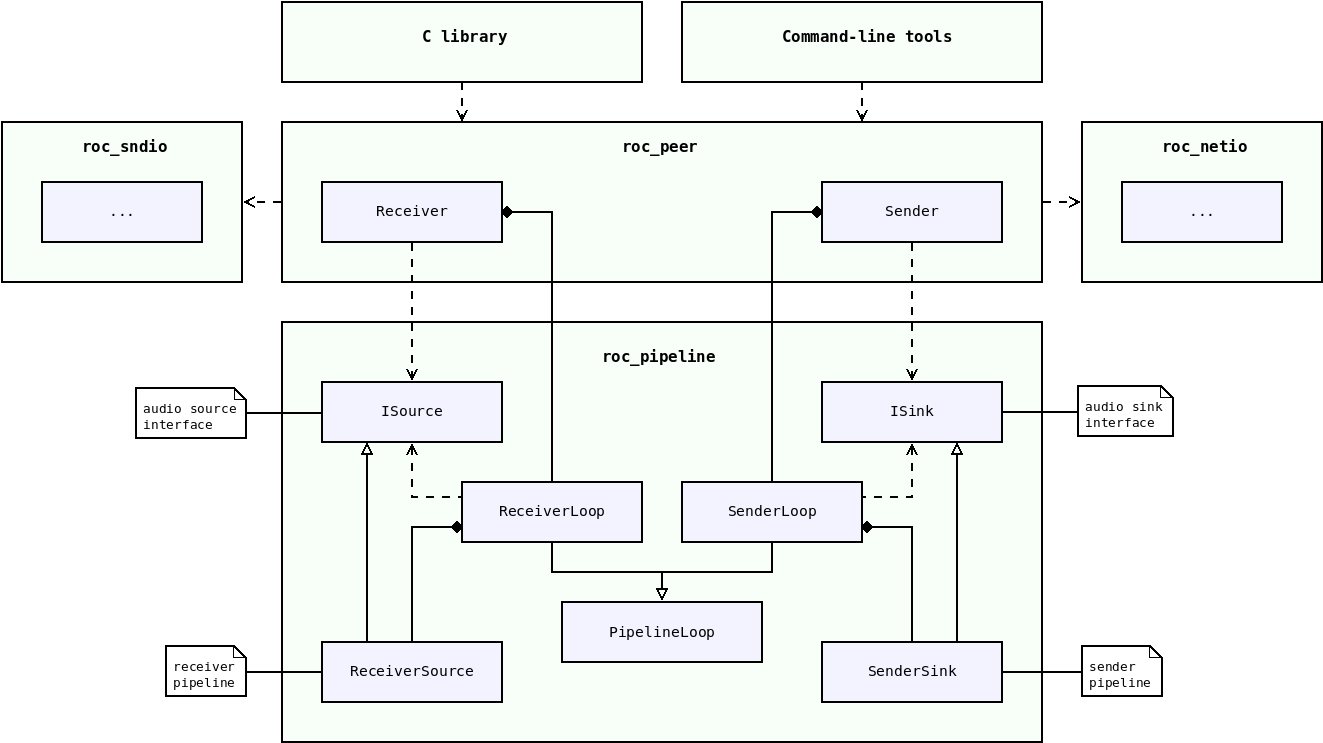 C library
Command-line tools
roc_sndio
roc_peer
roc_netio
...
Receiver
Sender
...
roc_pipeline
audio source
interface
ISource
ISink
audio sink
interface
ReceiverLoop
SenderLoop
PipelineLoop
receiver
pipeline
ReceiverSource
SenderSink
sender
pipeline